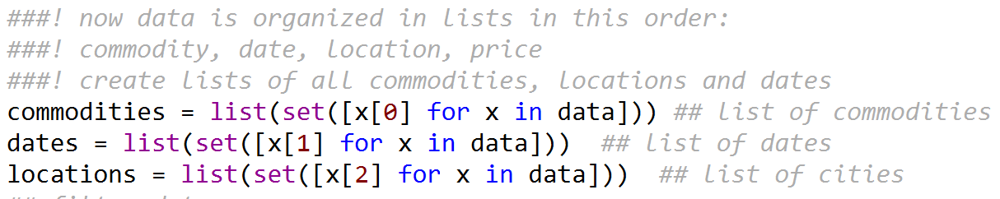 ###! now data is organized in lists in this order:
###! commodity, date, location, price
###! create lists of all commodities, locations and dates
commodities = list(set([x[0] for x in data])) ## list of commodities
dates = list(set([x[1] for x in data]))  ## list of dates
locations = list(set([x[2] for x in data]))  ## list of cities